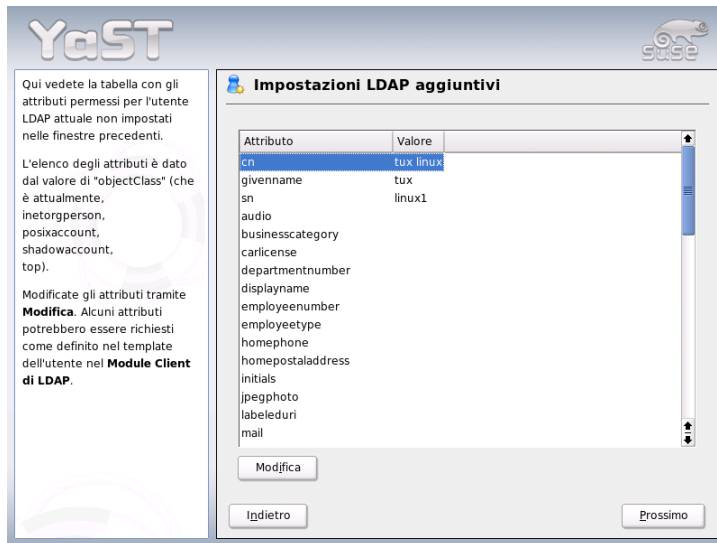 YaST
SUSE
Qui vedete la tabella con gli
attributi permessi per l'utente
LDAP attuale non impostati
nelle finestre precedenti.
L'elenco degli attributi è dato
dal valore di "objectClass" (che
è attualmente,
inetorgperson,
posixaccount,
shadowaccount,
top).
Modificate gli attributi tramite
Modifica. Alcuni attributi
potrebbero essere richiesti
come definito nel template
dell'utente nel Module Client
di LDAP.
Impostazioni LDAP aggiuntivi
Attributo Valore
cn tux linux
givenname tux
sn linux1
audio
businesscategory
carlicense
departmentnumber
displayname
employeenumber
employeetype
homephone
homepostaladdress
initials
jpegphoto
labeleduri
mail
Modifica
Indietro
Prossimo